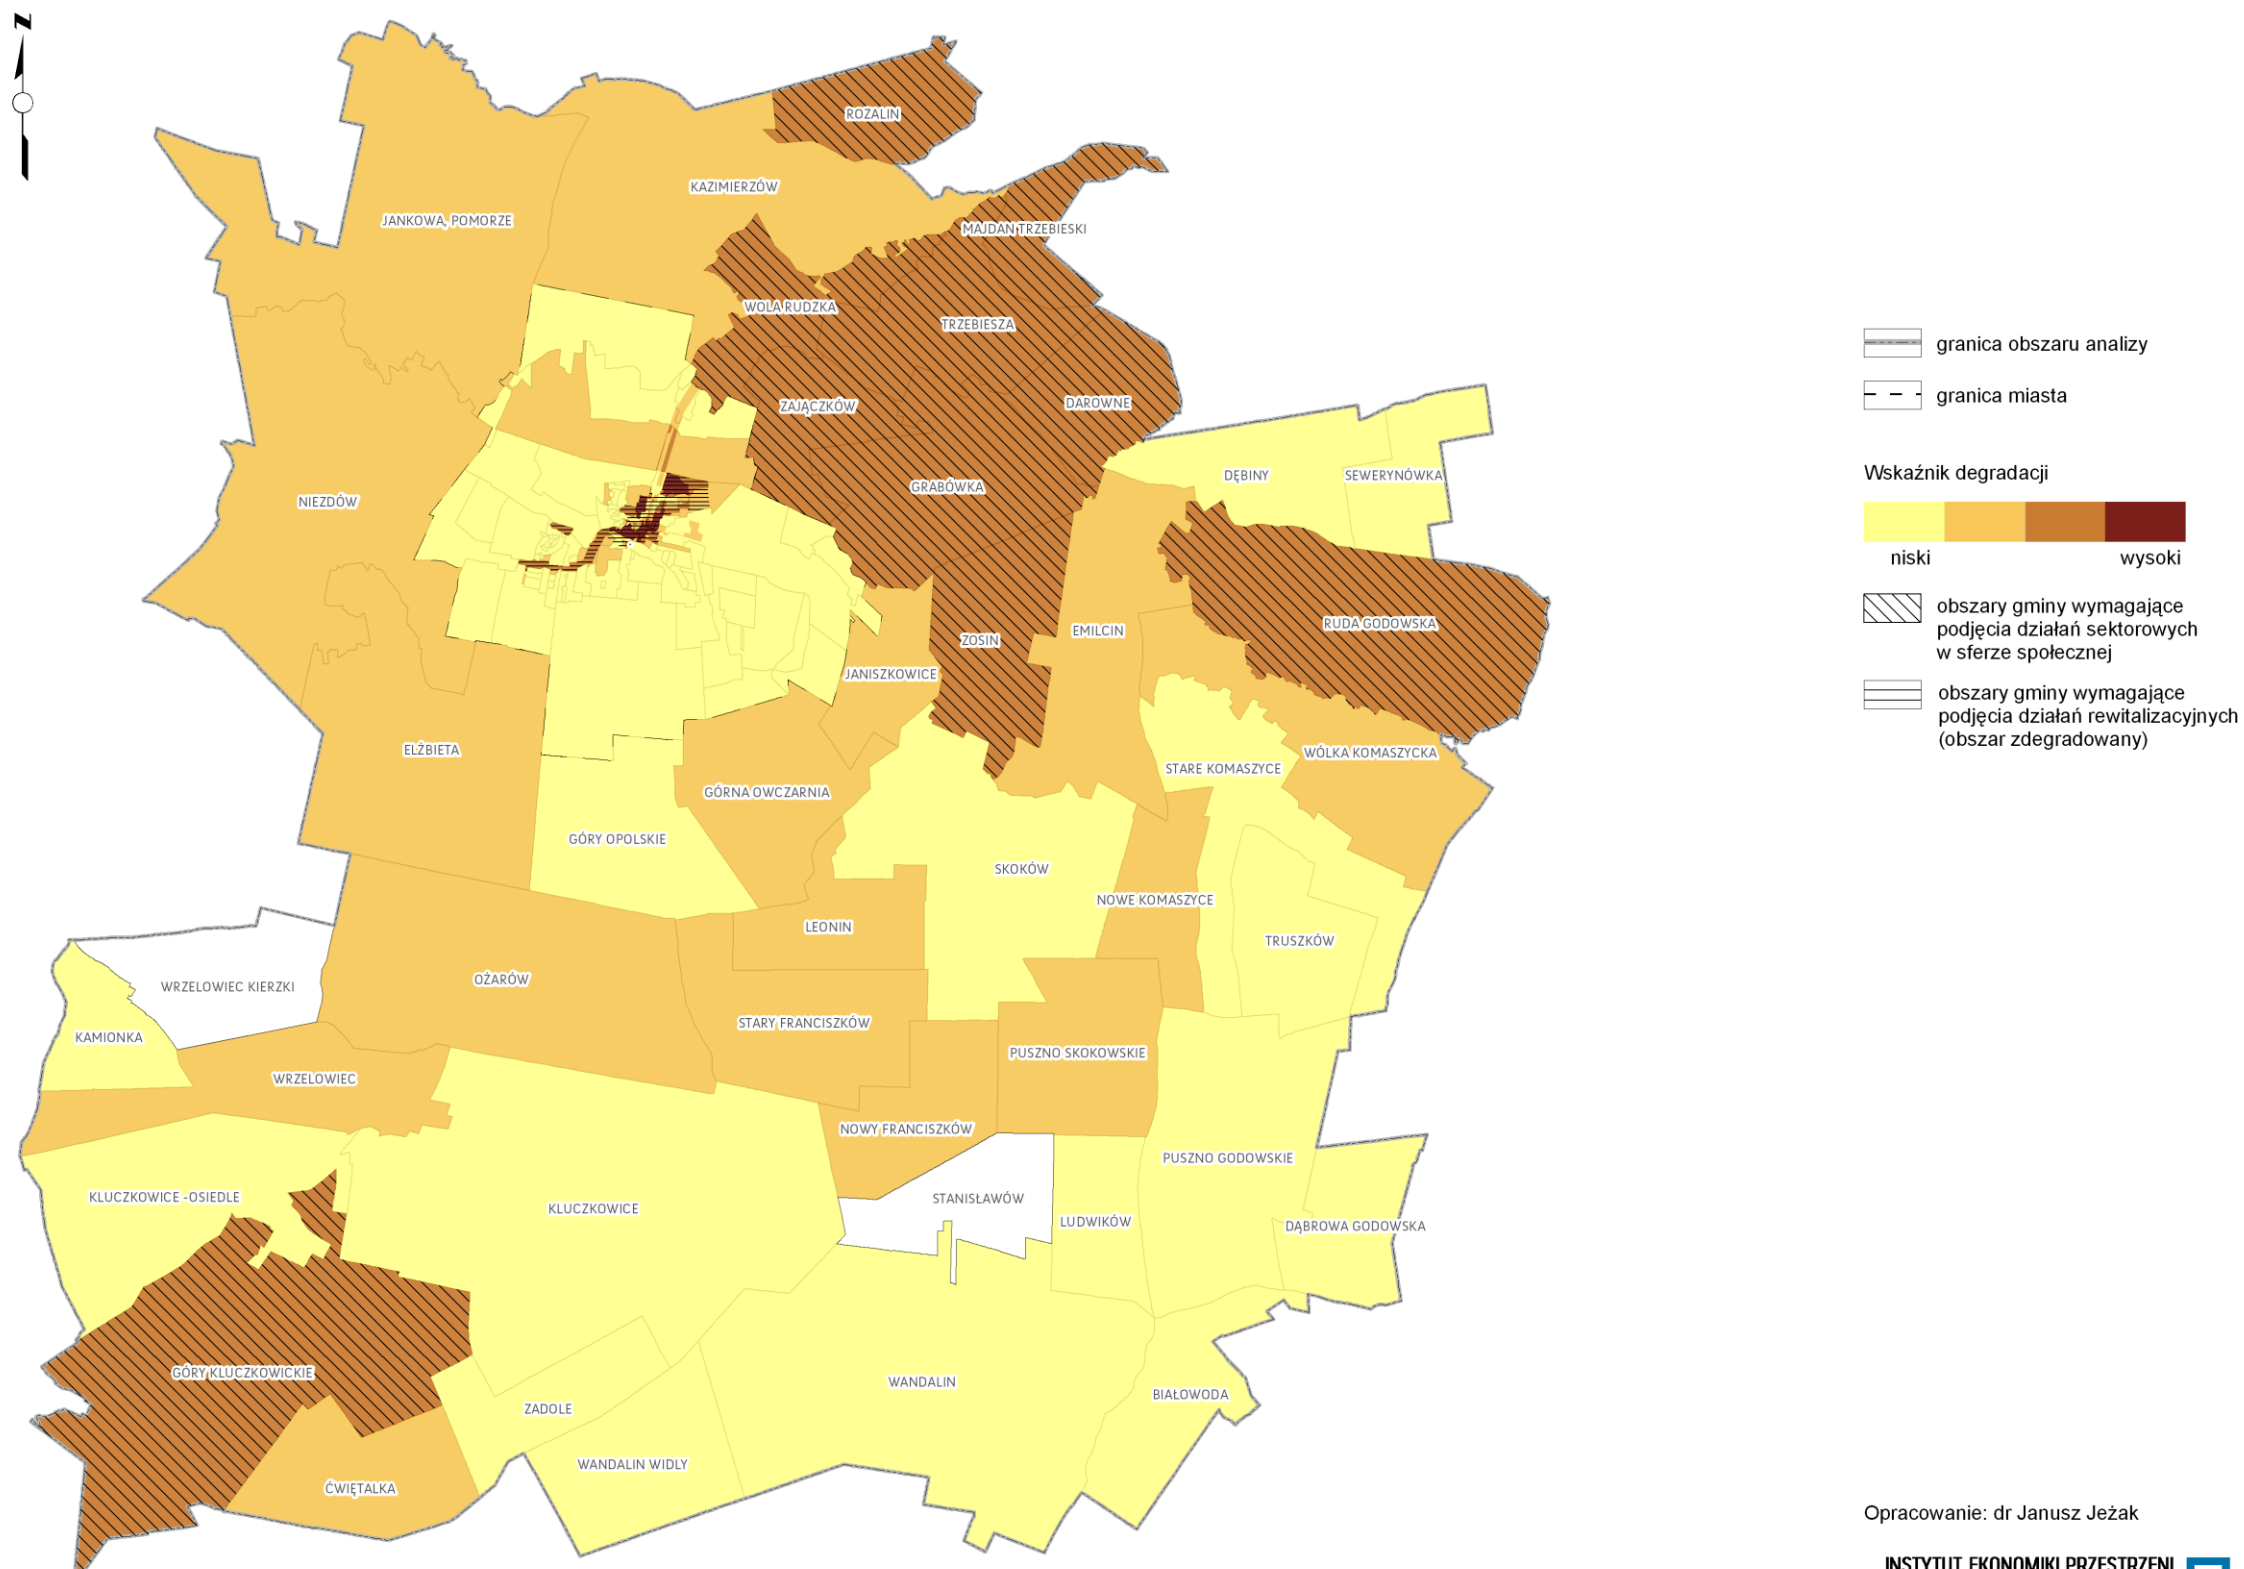 N
ROZALIN
KAZIMIERZÓW
JANKOWA, POMORZE
MAJDAN TRZEBIESKI
WOLA RUDZKA
TRZEBIESZA
ZAJĄCZKÓW
DAROWNE
DĘBINY
SEWERYNÓWKA
GRABÓWKA
NIEZDÓW
RUDA GODOWSKA
EMILCIN
ZOSIN
JANISZKOWICE
ELŻBIETA
WÓLKA KOMASZYCKA
STARE KOMASZYCE
GÓRNA OWCZARNIA
GÓRY OPOLSKIE
SKOKÓW
NOWE KOMASZYCE
LEONIN
TRUSZKÓW
OŻARÓW
WRZELOWIEC KIERZKI
STARY FRANCISZKÓW
KAMIONKA
PUSZNO SKOKOWSKIE
WRZELOWIEC
NOWY FRANCISZKÓW
PUSZNO GODOWSKIE
KLUCZKOWICE -OSIEDLE
STANISŁAWÓW
KLUCZKOWICE
LUDWIKÓW
DĄBROWA GODOWSKA
GÓRY KLUCZKOWICKIE
WANDALIN
BIAŁOWODA
ZADOLE
WANDALIN WIDLY
ĆWIĘTALKA
granica obszaru analizy
granica miasta
Wskaźnik degradacji
niski wysoki
obszary gminy wymagające
podjęcia działań sektorowych
w sferze społecznej
obszary gminy wymagające
podjęcia działań rewitalizacyjnych
(obszar zdegradowany)
Opracowanie: dr Janusz Jeżak
INSTYTUT EKONOMIKI PRZESTRZENI